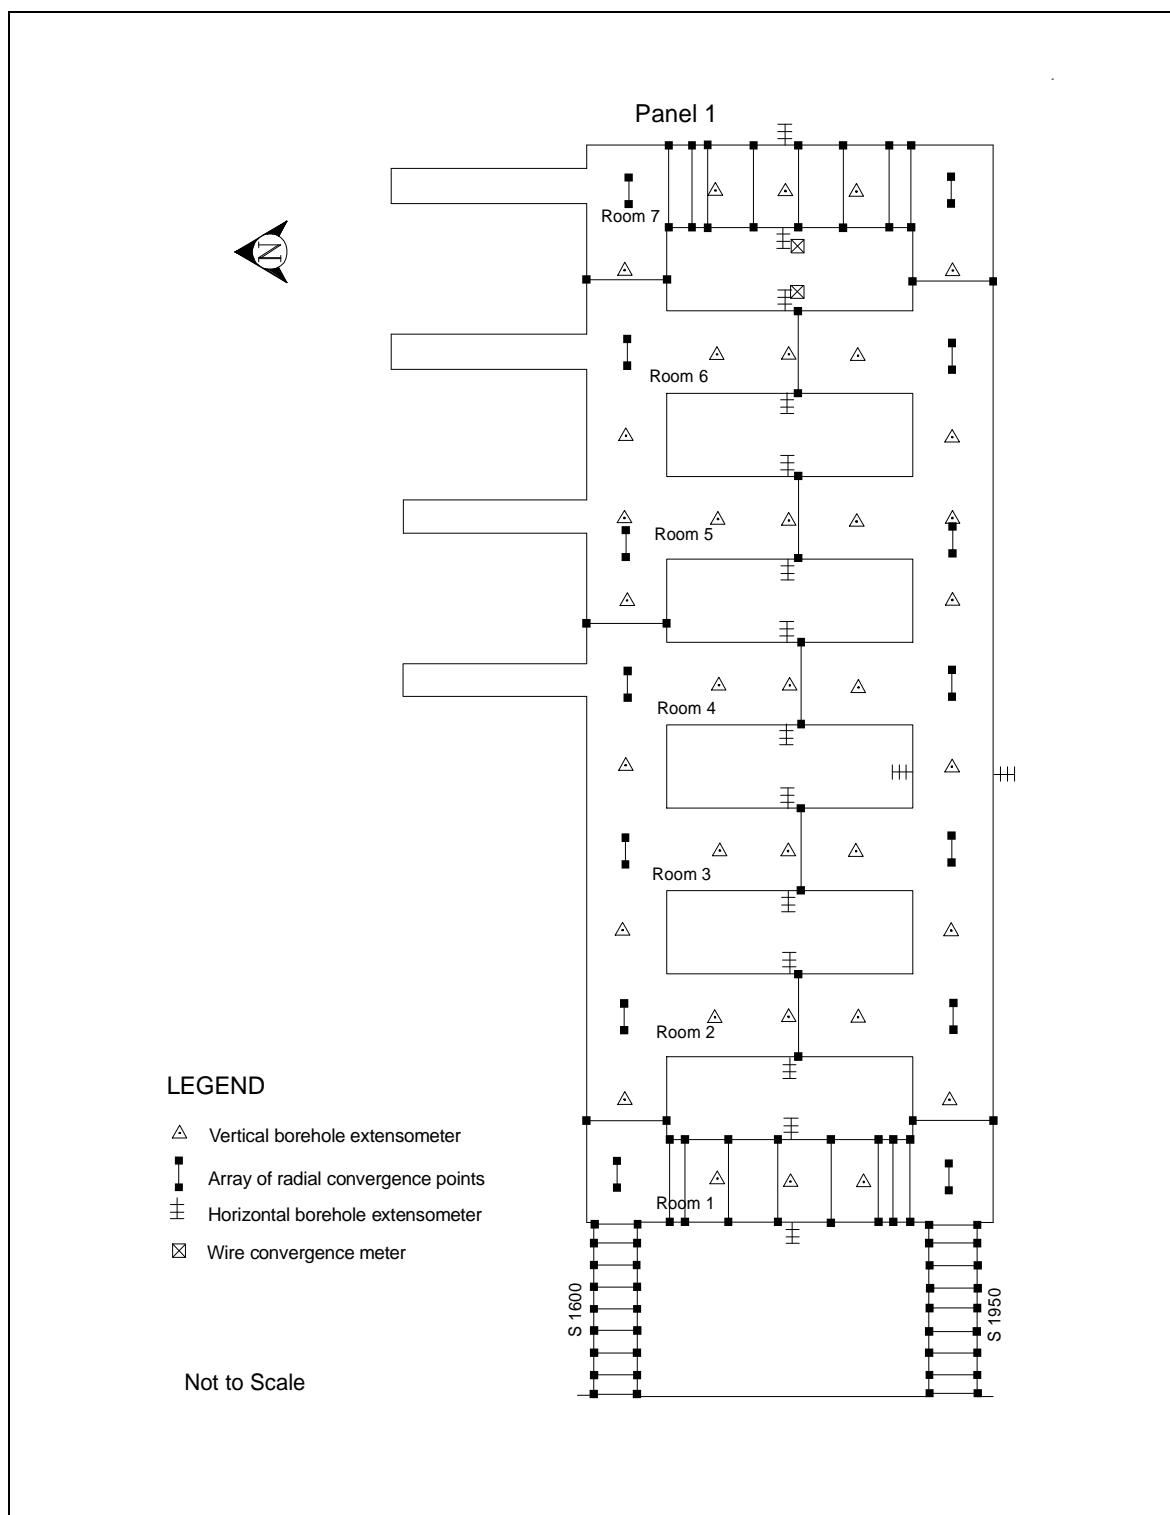 Panel 1
Room 7
N
Room 6
Room 5
Room 4
Room 3
Room 2
LEGEND
Vertical borehole extensometer
Array of radial convergence points
Room 1
Horizontal borehole extensometer
Wire convergence meter
S 1600
S 1950
Not to Scale